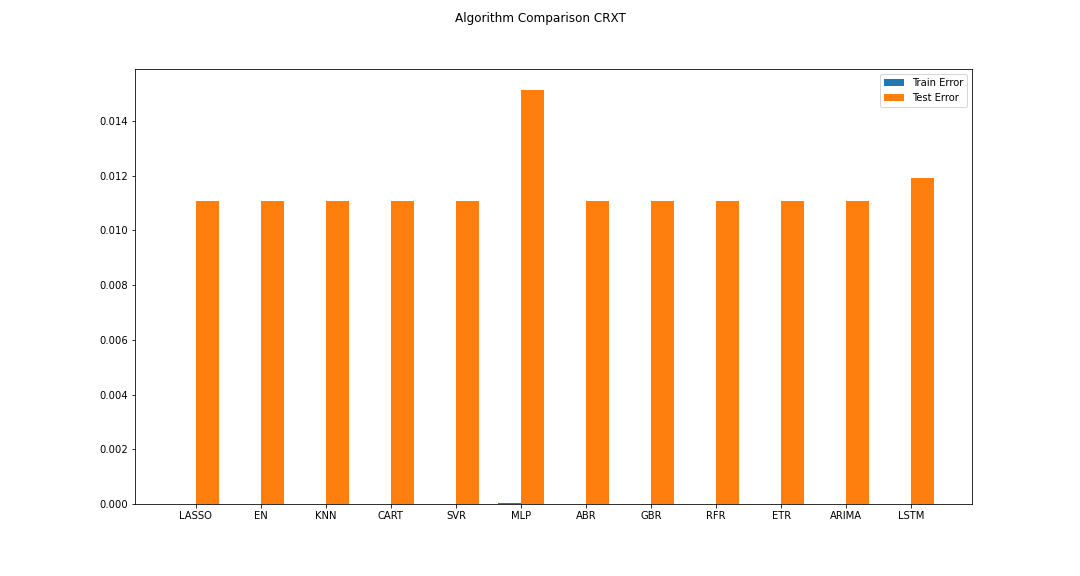 Algorithm Comparison CRXT
Train Error
Test Error
0.014
0.012
0.010
0.008
0.006
0.004
0.002
0.000
LASSO EN KNN CART SVR MLP ABR GBR RFR ETR ARIMA LSTM